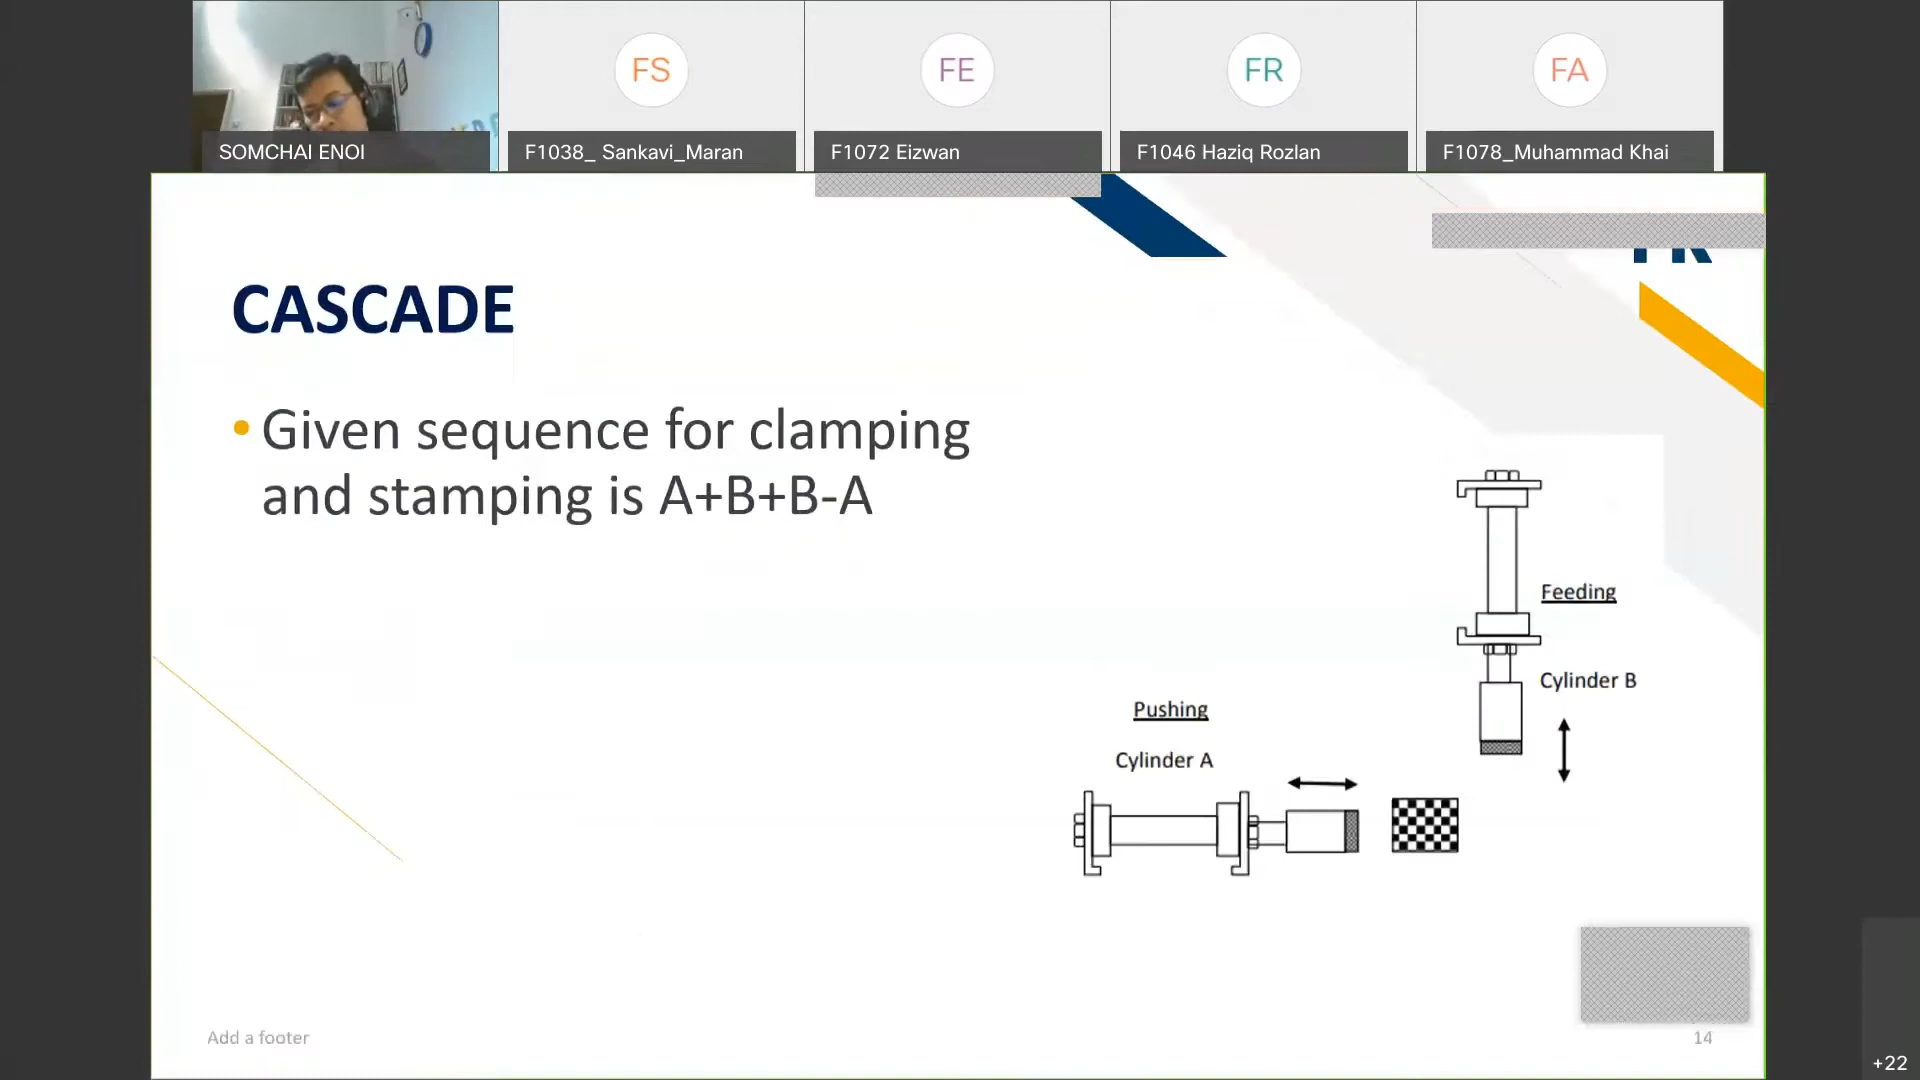 FS
FE
FR
FA
SOMCHAI ENOI
F1038_ Sankavi_Maran
F1072 Eizwan
F1046 Haziq Rozlan
F1078_Muhammad Khai
CASCADE
• Given sequence for clamping
and stamping is A+B+B-A
Feeding
Cylinder B
Pushing
Cylinder A
Add a footer
14
+22